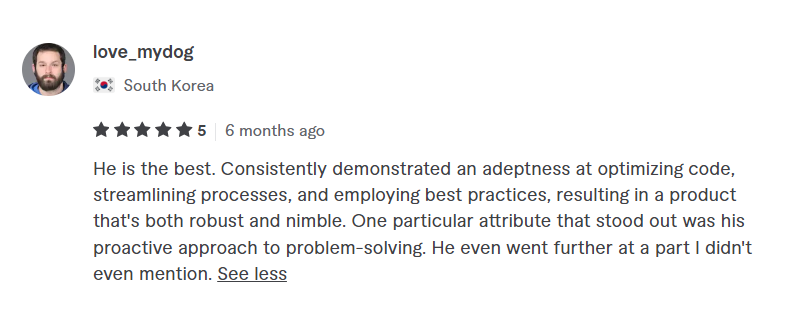 love_mydog
South Korea
5 6 months ago
He is the best. Consistently demonstrated an adeptness at optimizing code,
streamlining processes, and employing best practices, resulting in a product
that's both robust and nimble. One particular attribute that stood out was his
proactive approach to problem-solving. He even went further at a part I didn't
even mention. See less